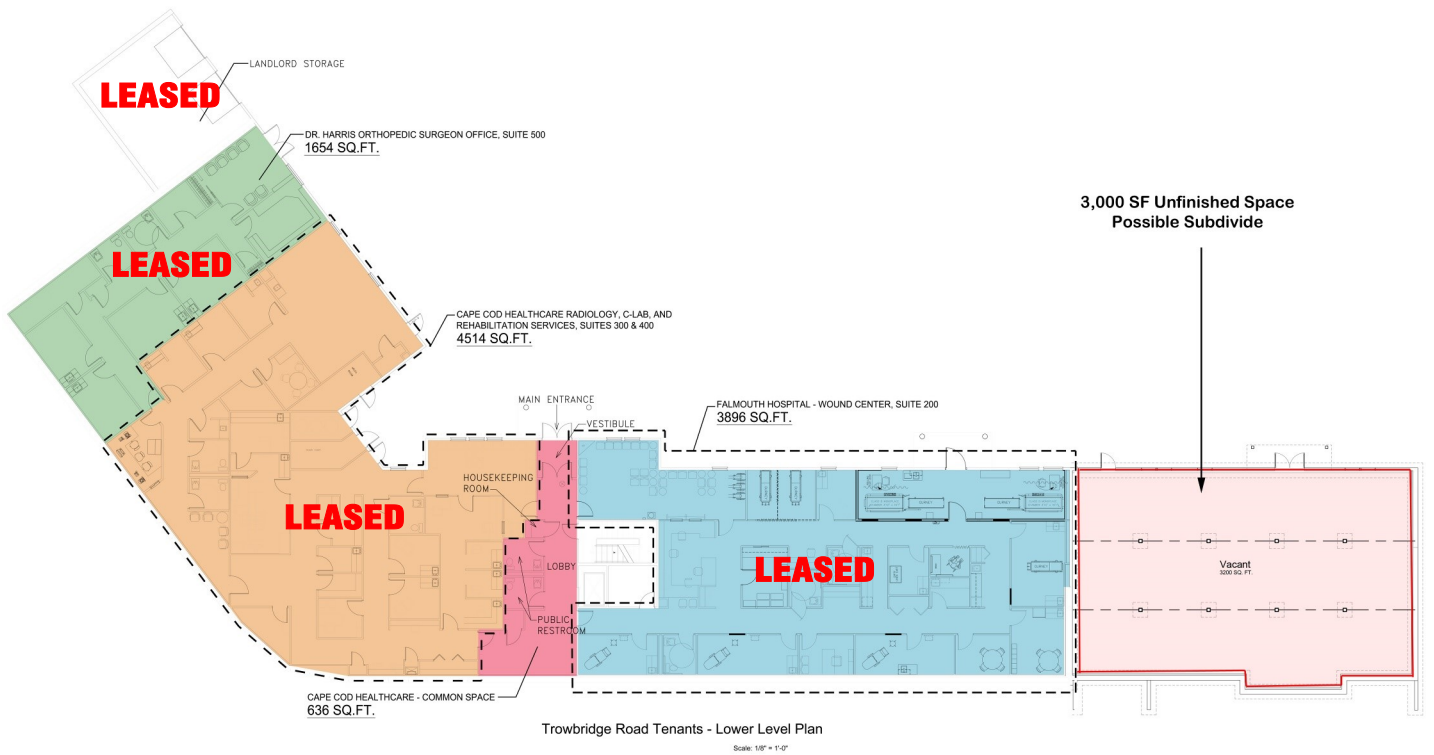 LEASED
LANDLORD STORAGE
DR. HARRIS ORTHOPEDIC SURGEON OFFICE, SUITE 500
1654 SQ.FT.
3,000 SF Unfinished Space
Possible Subdivide
LEASED
CAPE COD HEALTHCARE RADIOLOGY, C-LAB, AND
REHABILITATION SERVICES, SUITES 300 & 400
4514 SQ.FT.
MAIN ENTRANCE
VESTIBULE
FALMOUTH HOSPITAL - WOUND CENTER, SUITE 200
3896 SQ.FT.
HOUSEKEEPING
ROOM
LEASED
LOBBY
LEASED
Vacant
3200 SQ. FT.
PUBLIC
RESTROOM
CAPE COD HEALTHCARE - COMMON SPACE
636 SQ.FT.
Trowbridge Road Tenants - Lower Level Plan
Scale: 1/8" = 1'-0"